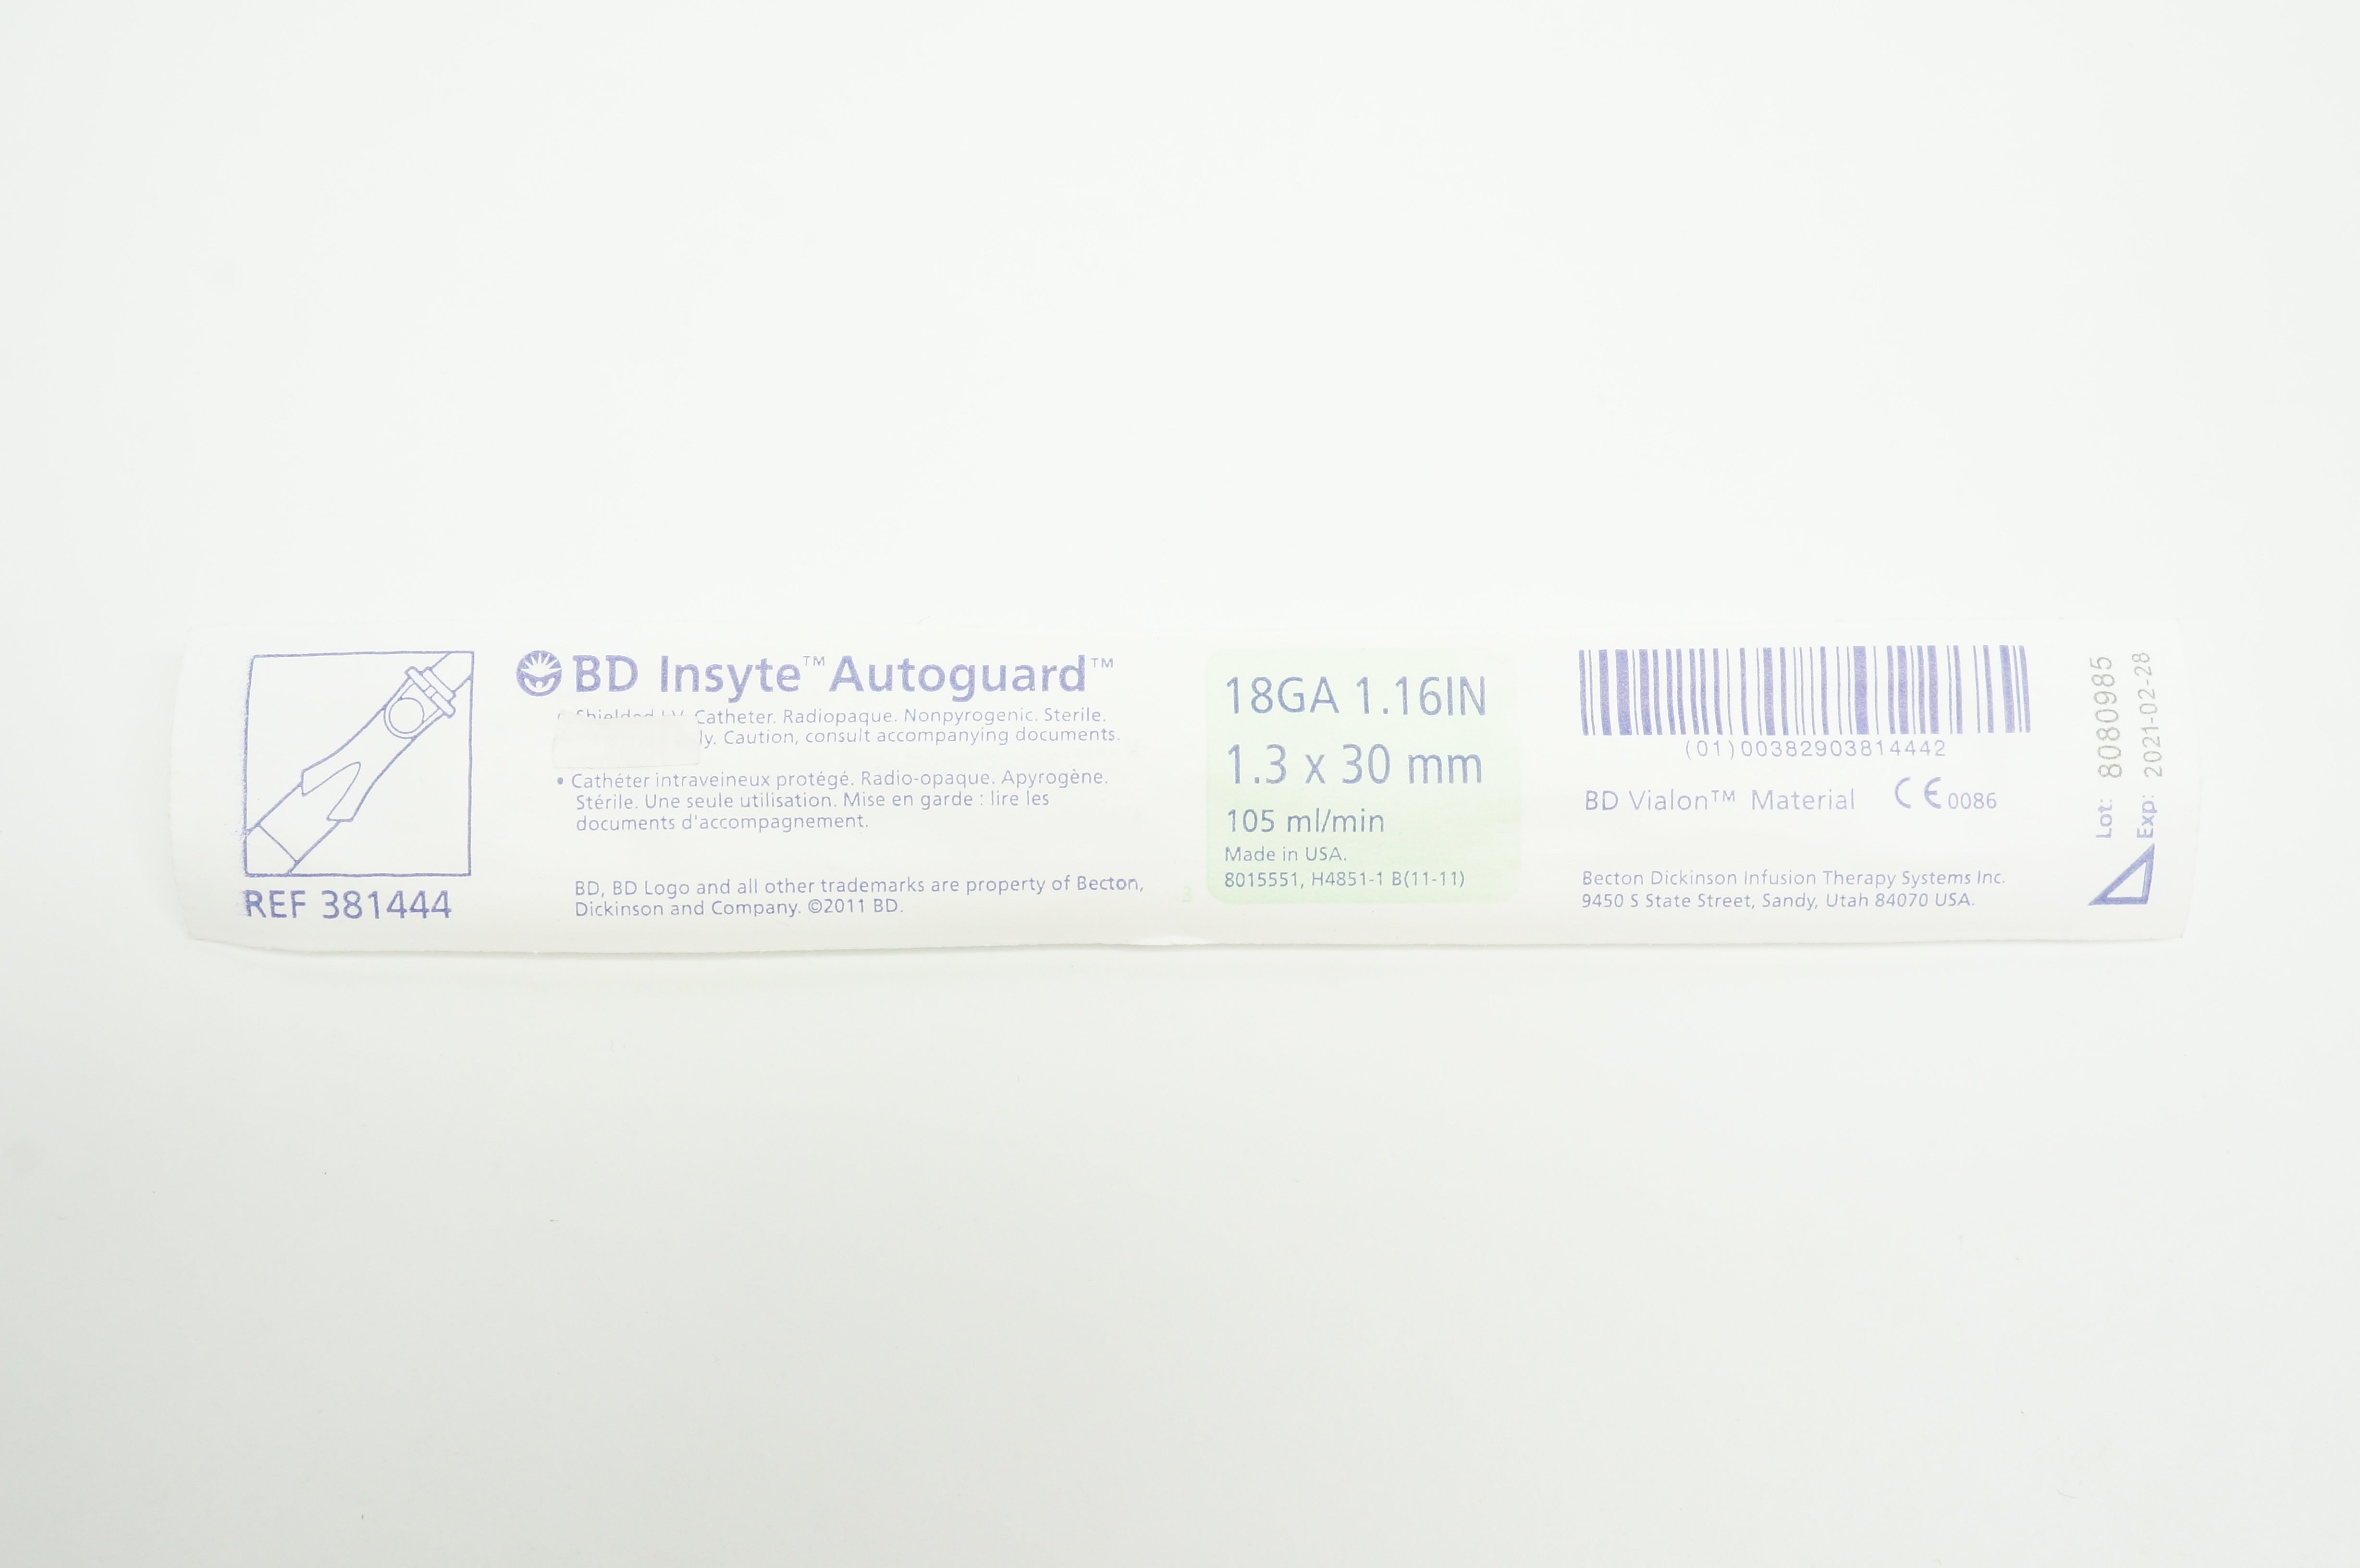 BD Insyte™ Autoguard™
Shielded I.V. Catheter. Radiopaque. Nonpyrogenic. Sterile.
Caution, consult accompanying documents.
• Cathéter intraveineux protégé. Radio-opaque. Apyrogène.
Stérile. Une seule utilisation. Mise en garde : lire les
documents d'accompagnement.
BD, BD Logo and all other trademarks are property of Becton,
Dickinson and Company. ©2011 BD.
REF 381444
18GA 1.16IN
1.3 x 30 mm
105 ml/min
Made in USA.
8015551, H4851-1 B(11-11)
(01)00382903814442
BD Vialon™ Material CE 0086
Becton Dickinson Infusion Therapy Systems Inc.
9450 S State Street, Sandy, Utah 84070 USA.
Lot: 8080985
Exp: 2021-02-28